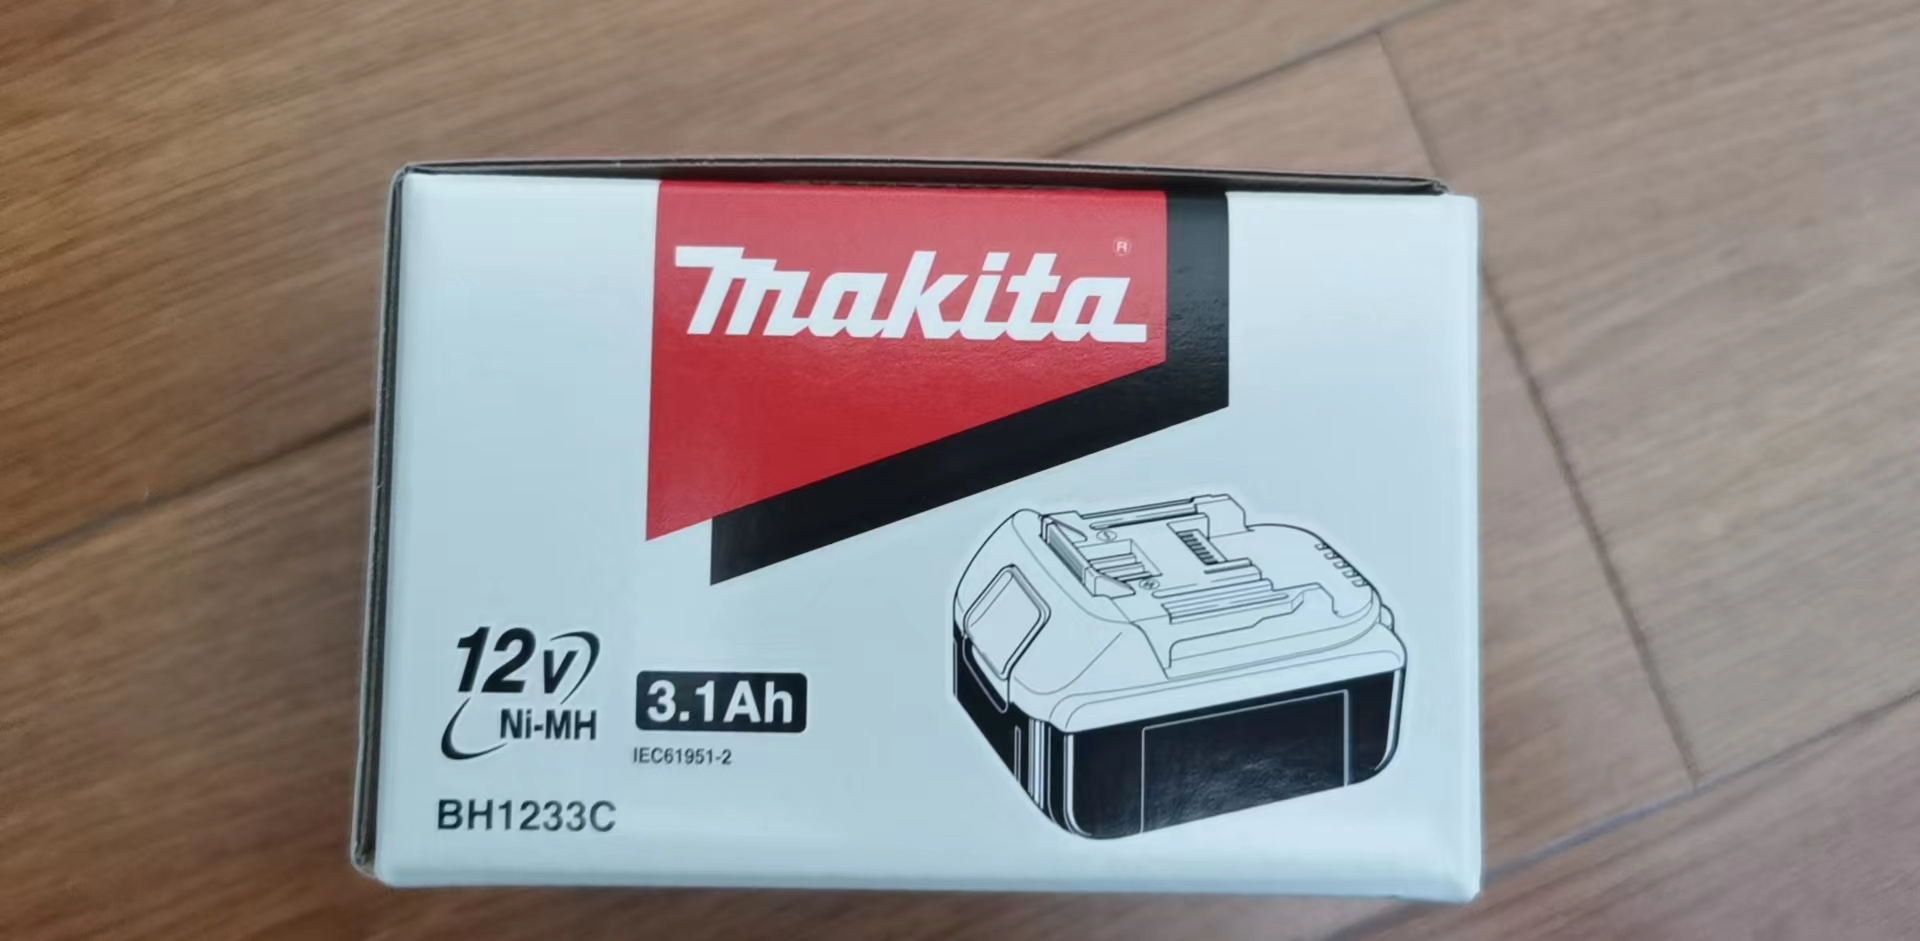 makita®
12V
Ni-MH
3.1Ah
IEC61951-2
BH1233C